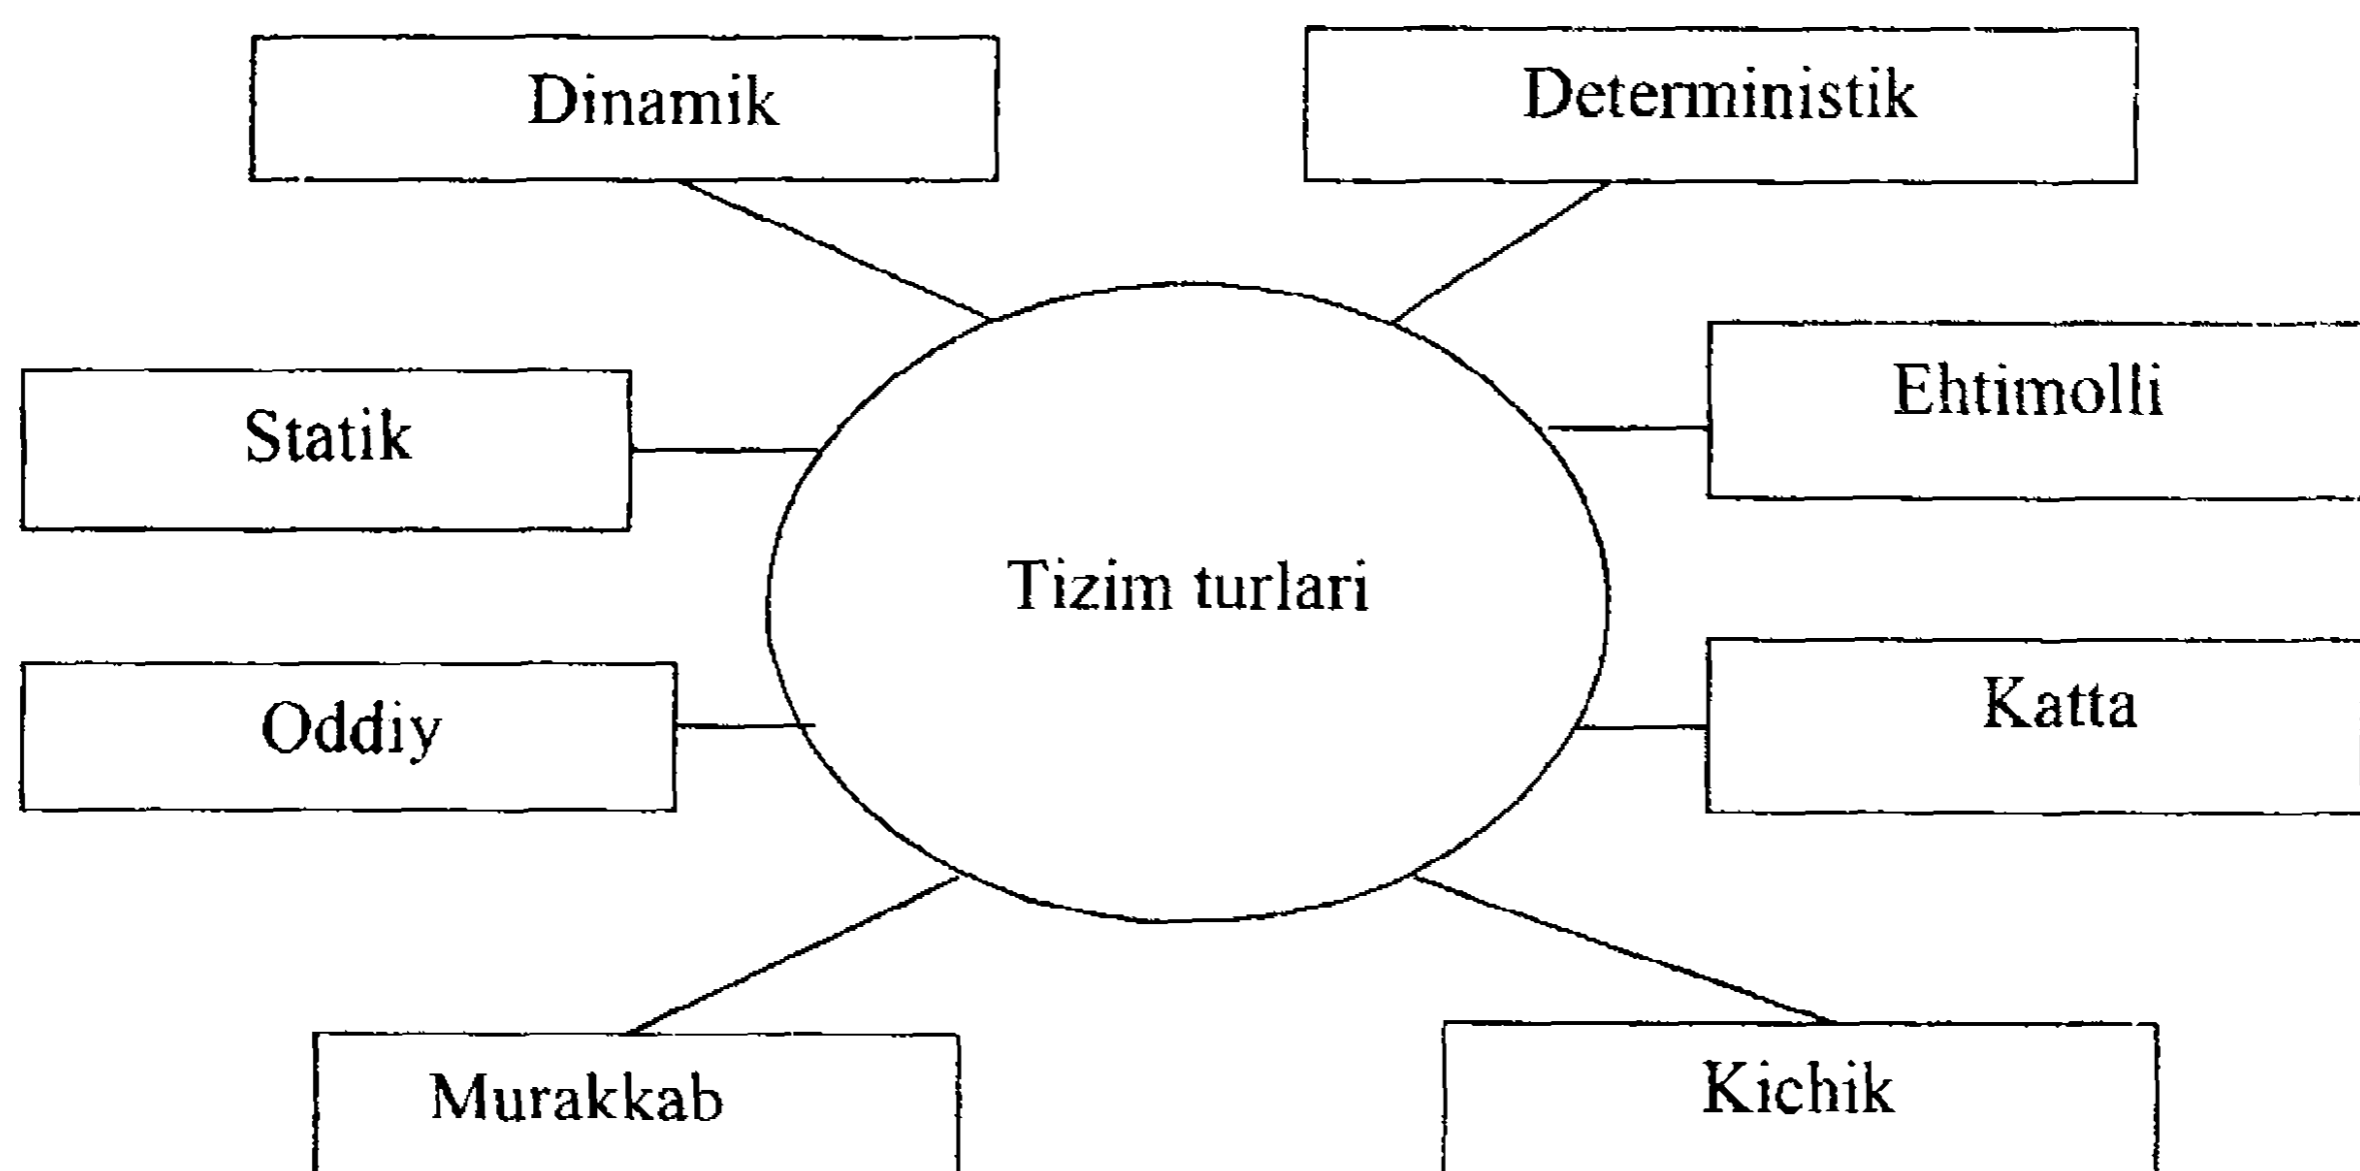 Dinamik
Deterministik
Statik
Ehtimolli
Tizim turlari
Oddiy
Katta
Murakkab
Kichik